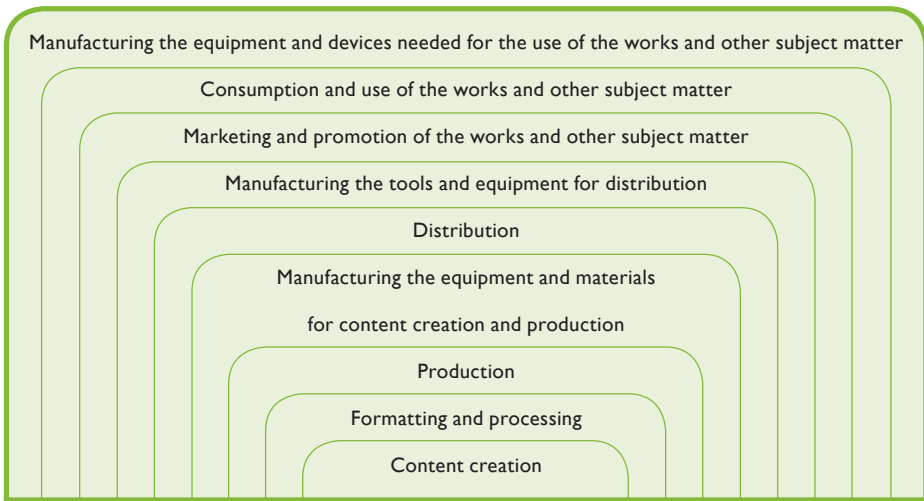 Manufacturing the equipment and devices needed for the use of the works and other subject matter
Consumption and use of the works and other subject matter
Marketing and promotion of the works and other subject matter
Manufacturing the tools and equipment for distribution
Distribution
Manufacturing the equipment and materials
for content creation and production
Production
Formatting and processing
Content creation